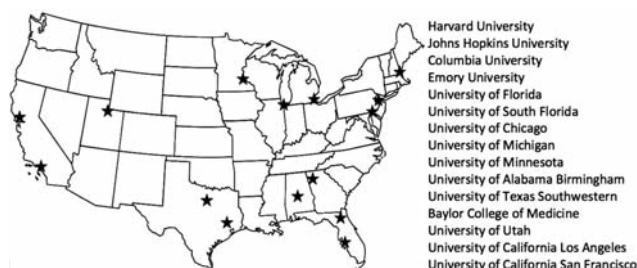 Harvard University
Johns Hopkins University
Columbia University
Emory University
University of Florida
University of South Florida
University of Chicago
University of Michigan
University of Minnesota
University of Alabama Birmingham
University of Texas Southwestern
Baylor College of Medicine
University of Utah
University of California Los Angeles
University of California San Francisco